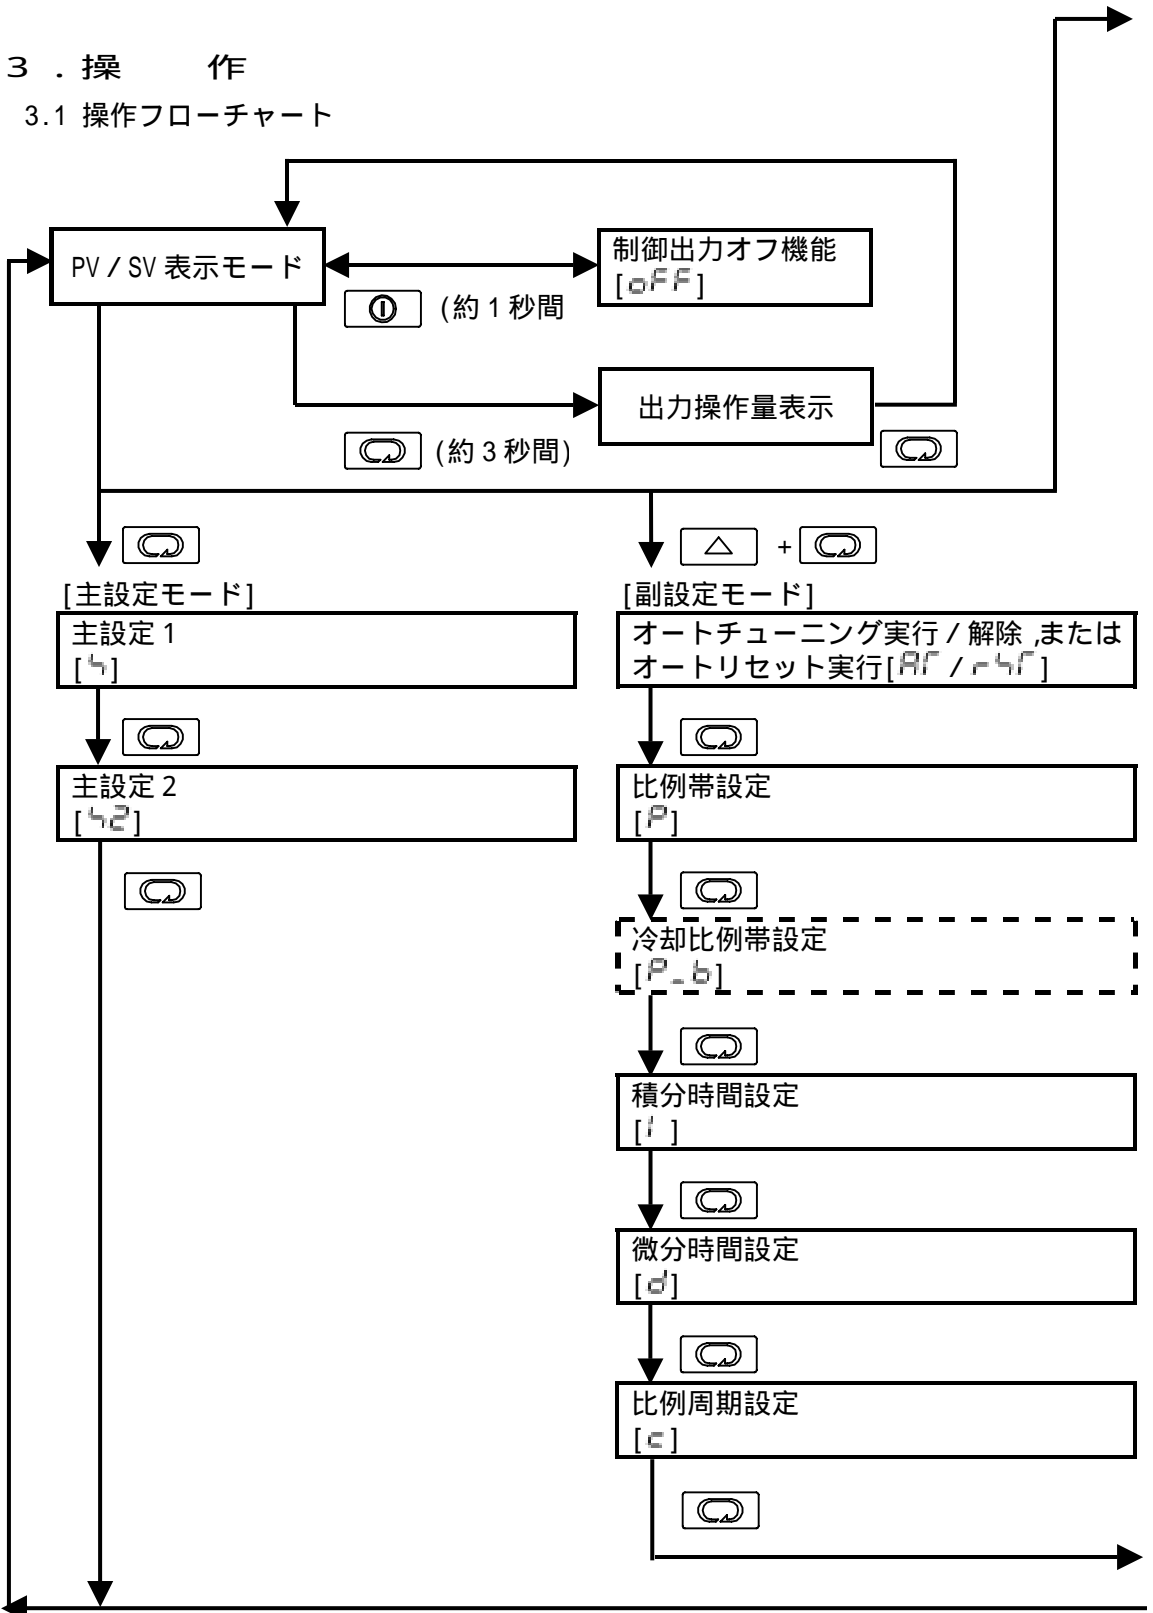 3.操 作
3.1 操作フローチャート
PV/SV 表示モード
制御出力オフ機能
[oFF]
(約1秒間
出力操作量表示
(約3秒間)
+
[主設定モード]
主設定1
[S]
主設定2
[S2]
[副設定モード]
オートチューニング実行/解除,または
オートリセット実行[AT / rST]
比例帯設定
[P]
冷却比例帯設定
[P_b]
積分時間設定
[I ]
微分時間設定
[d]
比例周期設定
[c]